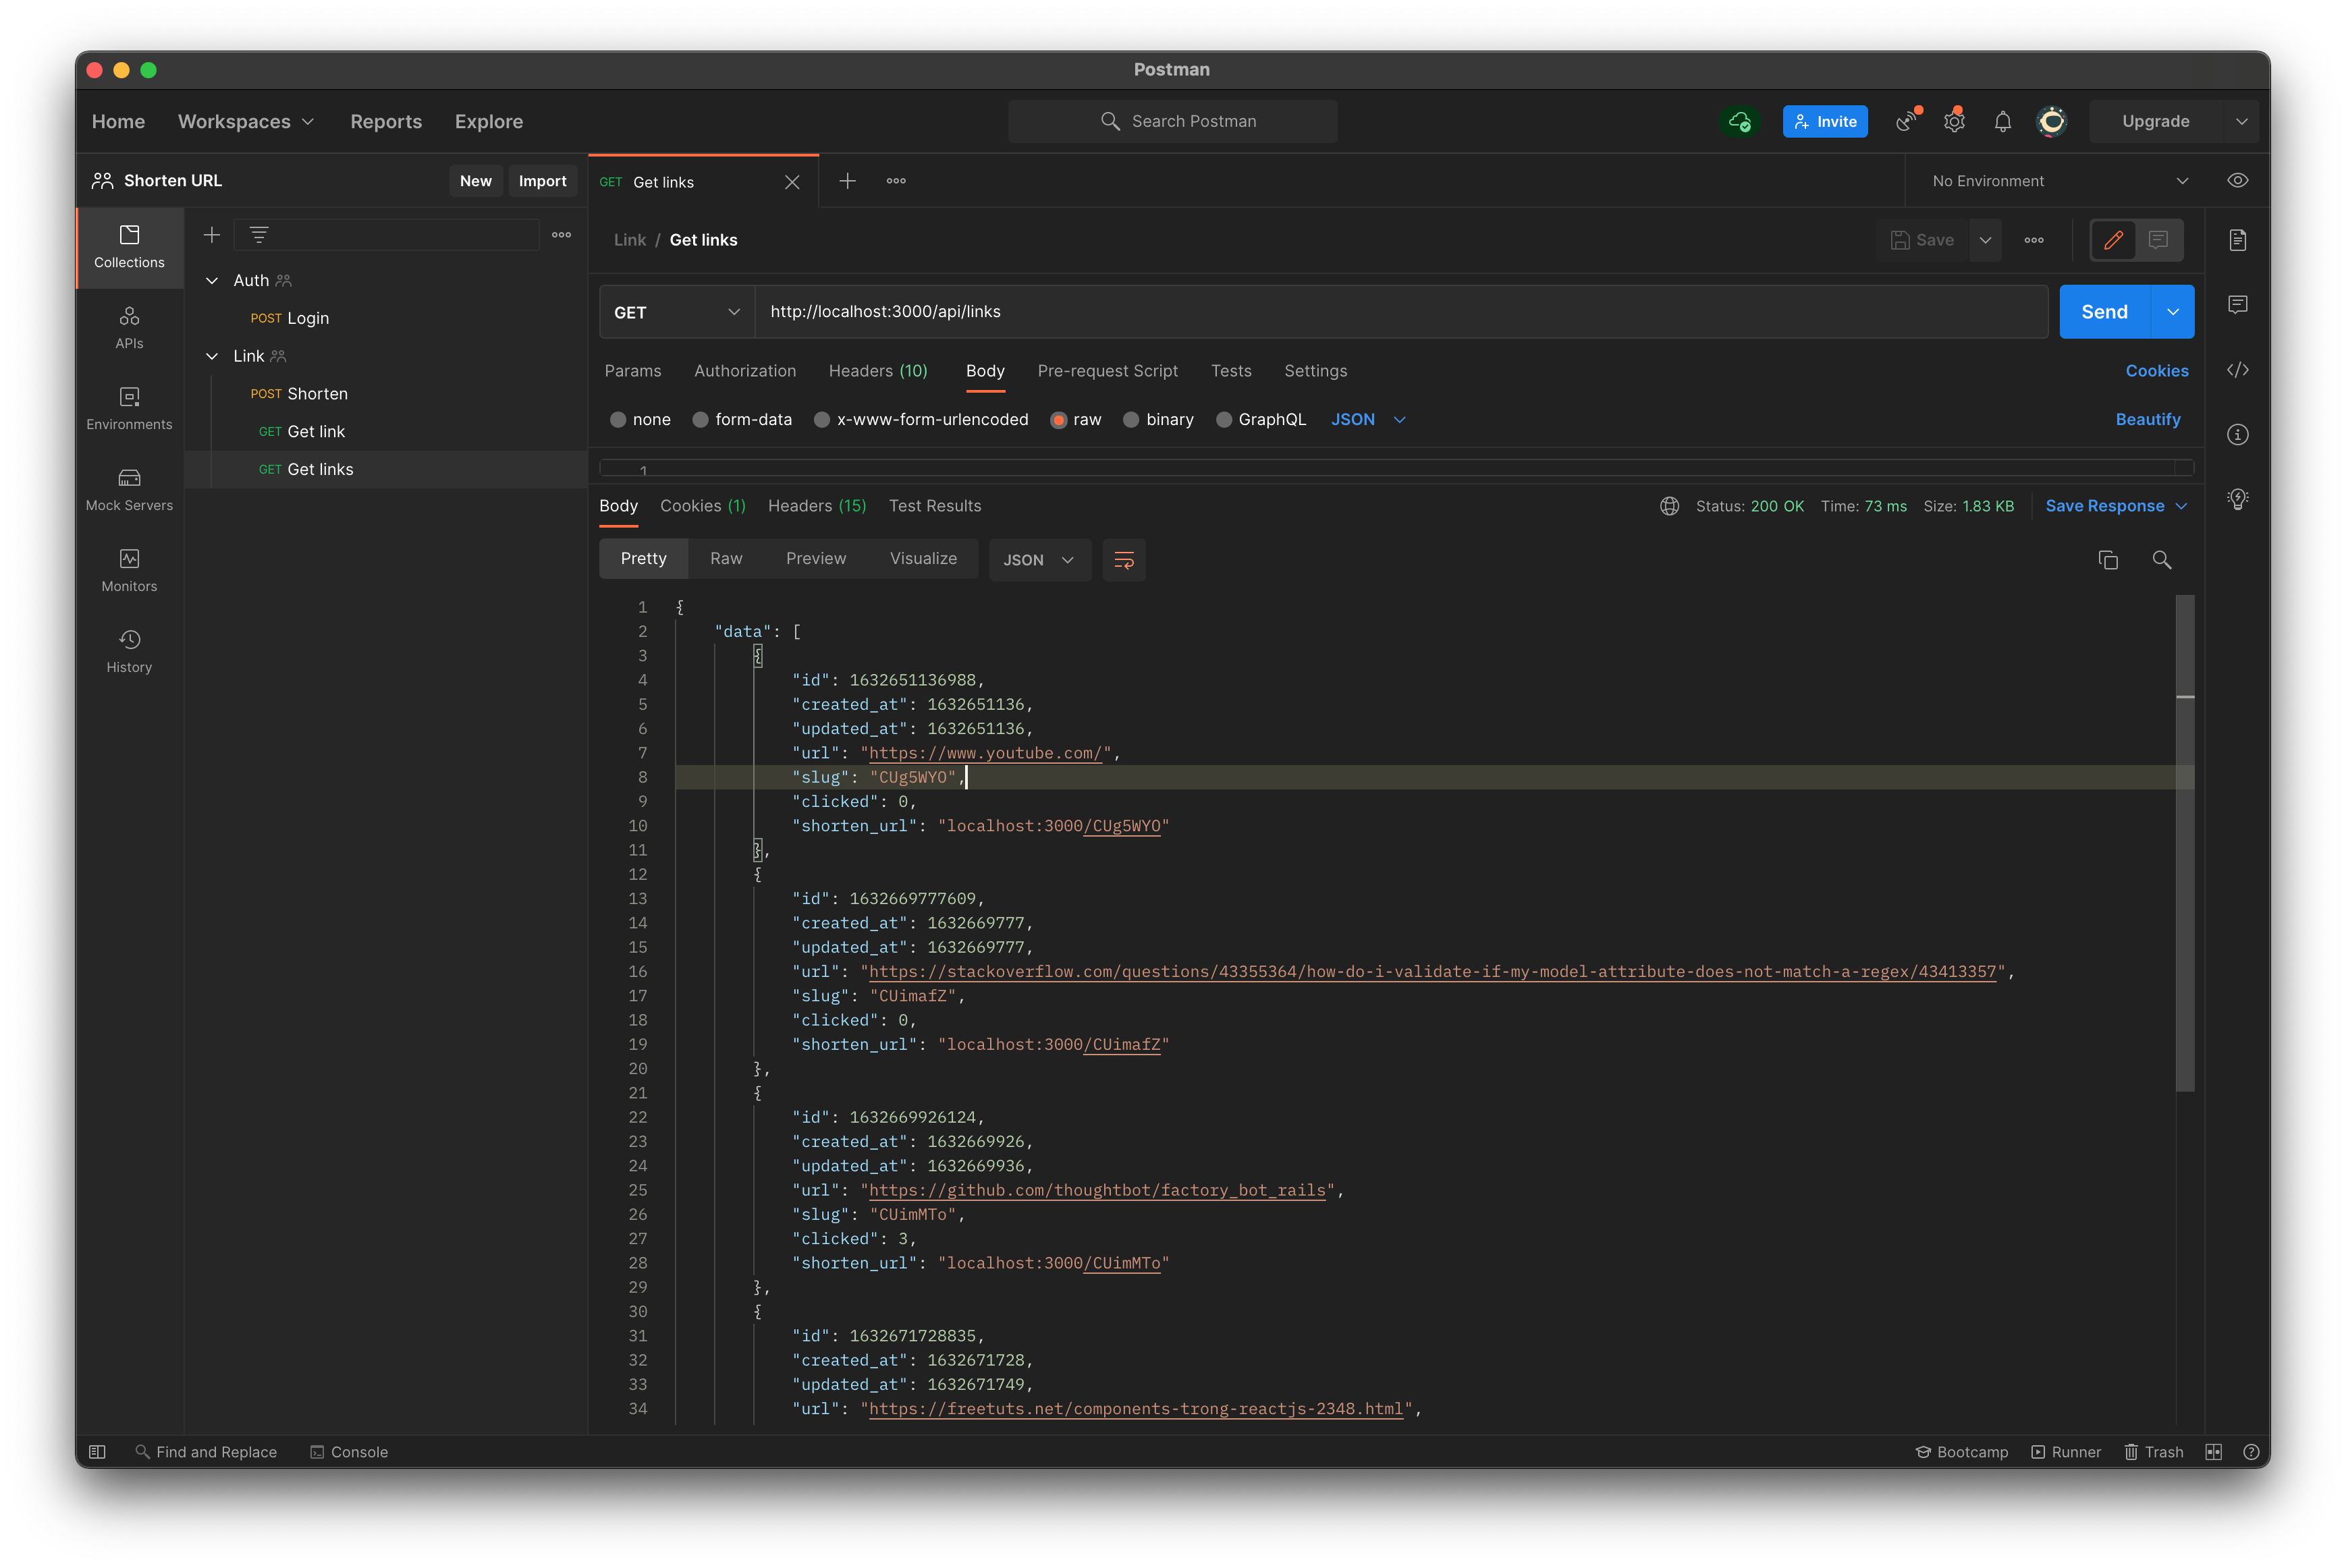 Postman
Home Workspaces Reports Explore Search Postman Invite Upgrade
Shorten URL New Import GET Get links No Environment
Collections
APIs
Environments
Mock Servers
Monitors
History
Auth
POST Login
Link
POST Shorten
GET Get link
GET Get links
Link / Get links Save
GET http://localhost:3000/api/links Send
Params Authorization Headers (10) Body Pre-request Script Tests Settings Cookies
none form-data x-www-form-urlencoded raw binary GraphQL JSON Beautify
1
Body Cookies (1) Headers (15) Test Results Status: 200 OK Time: 73 ms Size: 1.83 KB Save Response
Pretty Raw Preview Visualize JSON
1 {
2 "data": [
3 {
4 "id": 1632651136988,
5 "created_at": 1632651136,
6 "updated_at": 1632651136,
7 "url": "https://www.youtube.com/",
8 "slug": "CUg5WYO",
9 "clicked": 0,
10 "shorten_url": "localhost:3000/CUg5WYO"
11 },
12 {
13 "id": 1632669777609,
14 "created_at": 1632669777,
15 "updated_at": 1632669777,
16 "url": "https://stackoverflow.com/questions/43355364/how-do-i-validate-if-my-model-attribute-does-not-match-a-regex/43413357",
17 "slug": "CUimafZ",
18 "clicked": 0,
19 "shorten_url": "localhost:3000/CUimafZ"
20 },
21 {
22 "id": 1632669926124,
23 "created_at": 1632669926,
24 "updated_at": 1632669936,
25 "url": "https://github.com/thoughtbot/factory_bot_rails",
26 "slug": "CUimMTo",
27 "clicked": 3,
28 "shorten_url": "localhost:3000/CUimMTo"
29 },
30 {
31 "id": 1632671728835,
32 "created_at": 1632671728,
33 "updated_at": 1632671749,
34 "url": "https://freetuts.net/components-trong-reactjs-2348.html",
Find and Replace Console Bootcamp Runner Trash